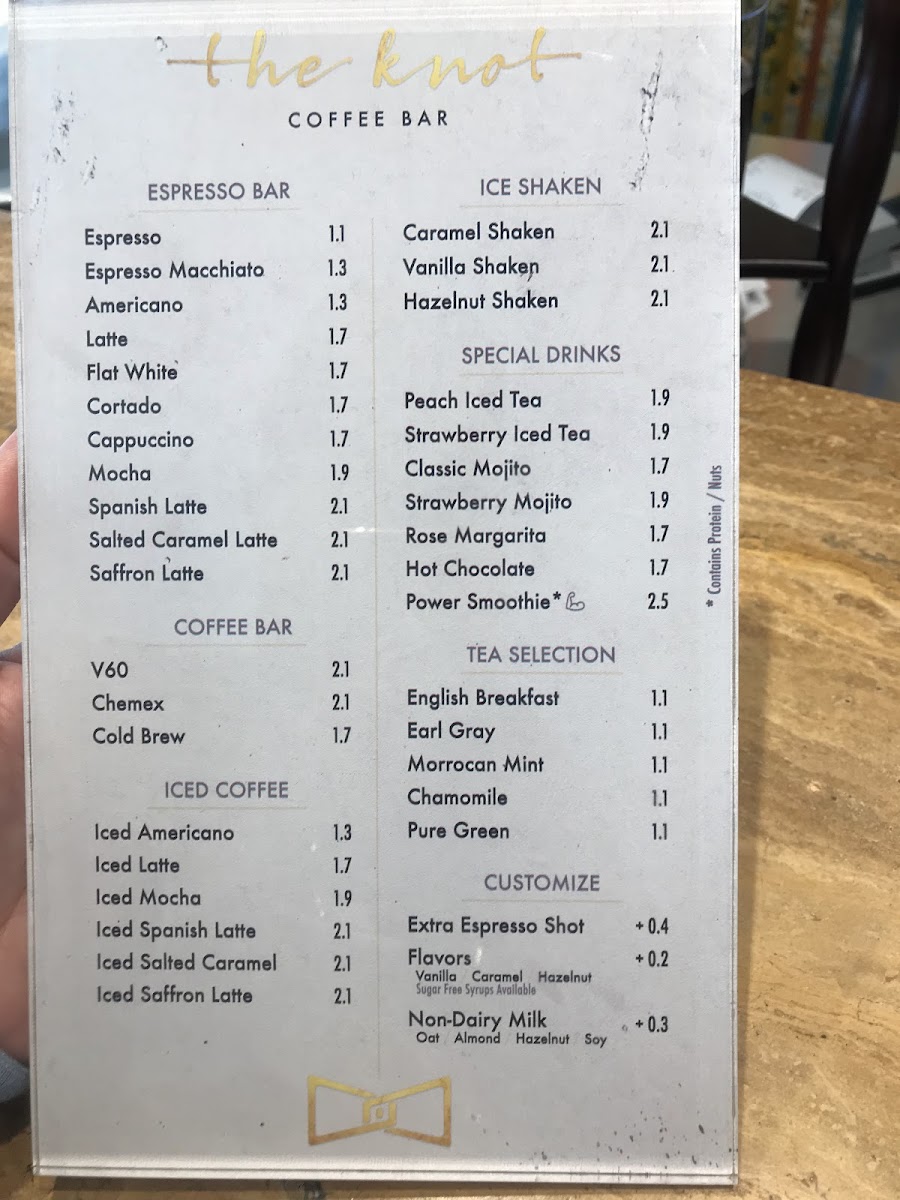 the knot
COFFEE BAR
ESPRESSO BAR
Espresso 1.1
Espresso Macchiato 1.3
Americano 1.3
Latte 1.7
Flat White 1.7
Cortado 1.7
Cappuccino 1.7
Mocha 1.9
Spanish Latte 2.1
Salted Caramel Latte 2.1
Saffron Latte 2.1
COFFEE BAR
V60 2.1
Chemex 2.1
Cold Brew 1.7
ICED COFFEE
Iced Americano 1.3
Iced Latte 1.7
Iced Mocha 1.9
Iced Spanish Latte 2.1
Iced Salted Caramel 2.1
Iced Saffron Latte 2.1
ICE SHAKEN
Caramel Shaken 2.1
Vanilla Shaken 2.1
Hazelnut Shaken 2.1
SPECIAL DRINKS
Peach Iced Tea 1.9
Strawberry Iced Tea 1.9
Classic Mojito 1.7
Strawberry Mojito 1.9
Rose Margarita 1.7
Hot Chocolate 1.7
Power Smoothie* 2.5
* Contains Protein / Nuts
TEA SELECTION
English Breakfast 1.1
Earl Gray 1.1
Morrocan Mint 1.1
Chamomile 1.1
Pure Green 1.1
CUSTOMIZE
Extra Espresso Shot +0.4
Flavors +0.2
Vanilla / Caramel / Hazelnut
Sugar Free Syrups Available
Non-Dairy Milk +0.3
Oat / Almond / Hazelnut / Soy